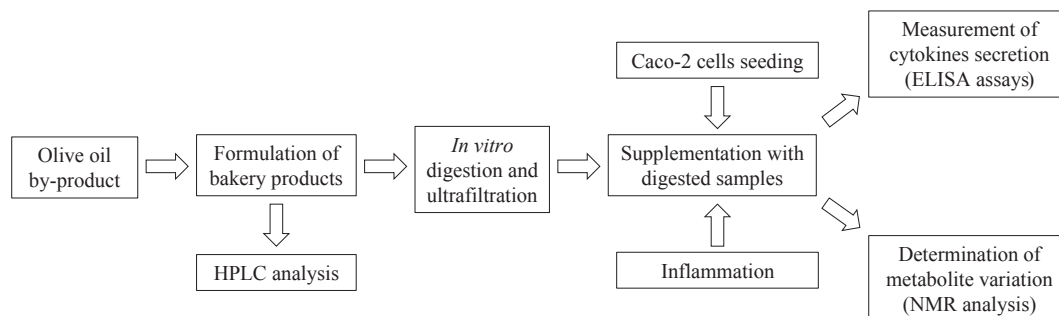 Olive oil
by-product
Formulation of
bakery products
HPLC analysis
In vitro
digestion and
ultrafiltration
Caco-2 cells seeding
Supplementation with
digested samples
Inflammation
Measurement of
cytokines secretion
(ELISA assays)
Determination of
metabolite variation
(NMR analysis)